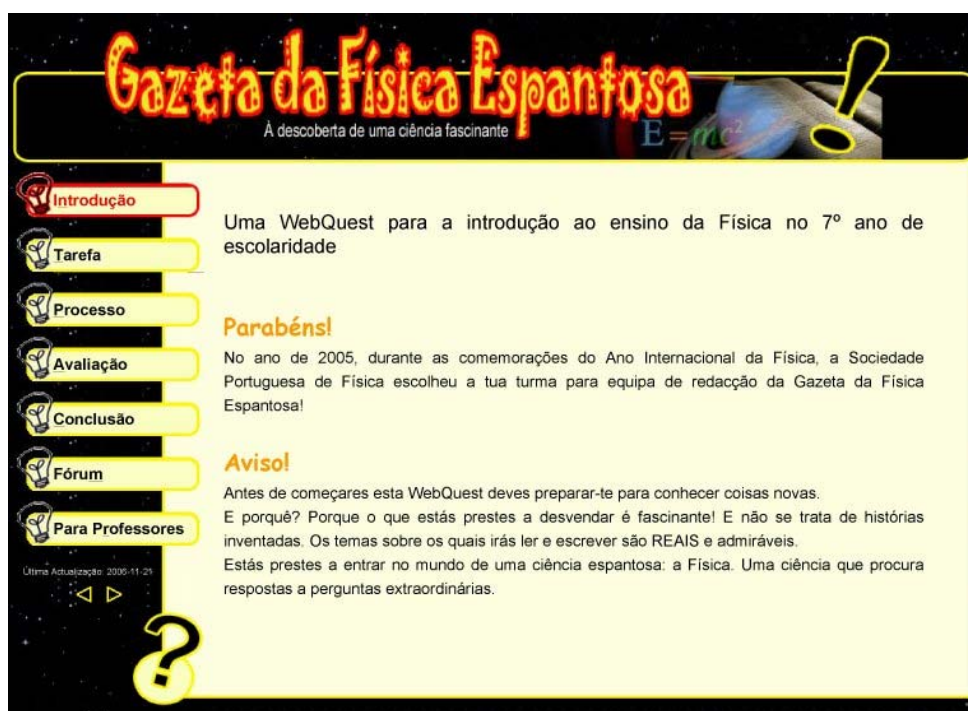 Gazeta da Física Espantosa
À descoberta de uma ciência fascinante
E=mc²
Introdução
Tarefa
Processo
Avaliação
Conclusão
Fórum
Para Professores
Última Actualização: 2006-11-21
Uma WebQuest para a introdução ao ensino da Física no 7º ano de
escolaridade
Parabéns!
No ano de 2005, durante as comemorações do Ano Internacional da Física, a Sociedade
Portuguesa de Física escolheu a tua turma para equipa de redacção da Gazeta da Física
Espantosa!
Aviso!
Antes de começares esta WebQuest deves preparar-te para conhecer coisas novas.
E porquê? Porque o que estás prestes a desvendar é fascinante! E não se trata de histórias
inventadas. Os temas sobre os quais irás ler e escrever são REAIS e admiráveis.
Estás prestes a entrar no mundo de uma ciência espantosa: a Física. Uma ciência que procura
respostas a perguntas extraordinárias.